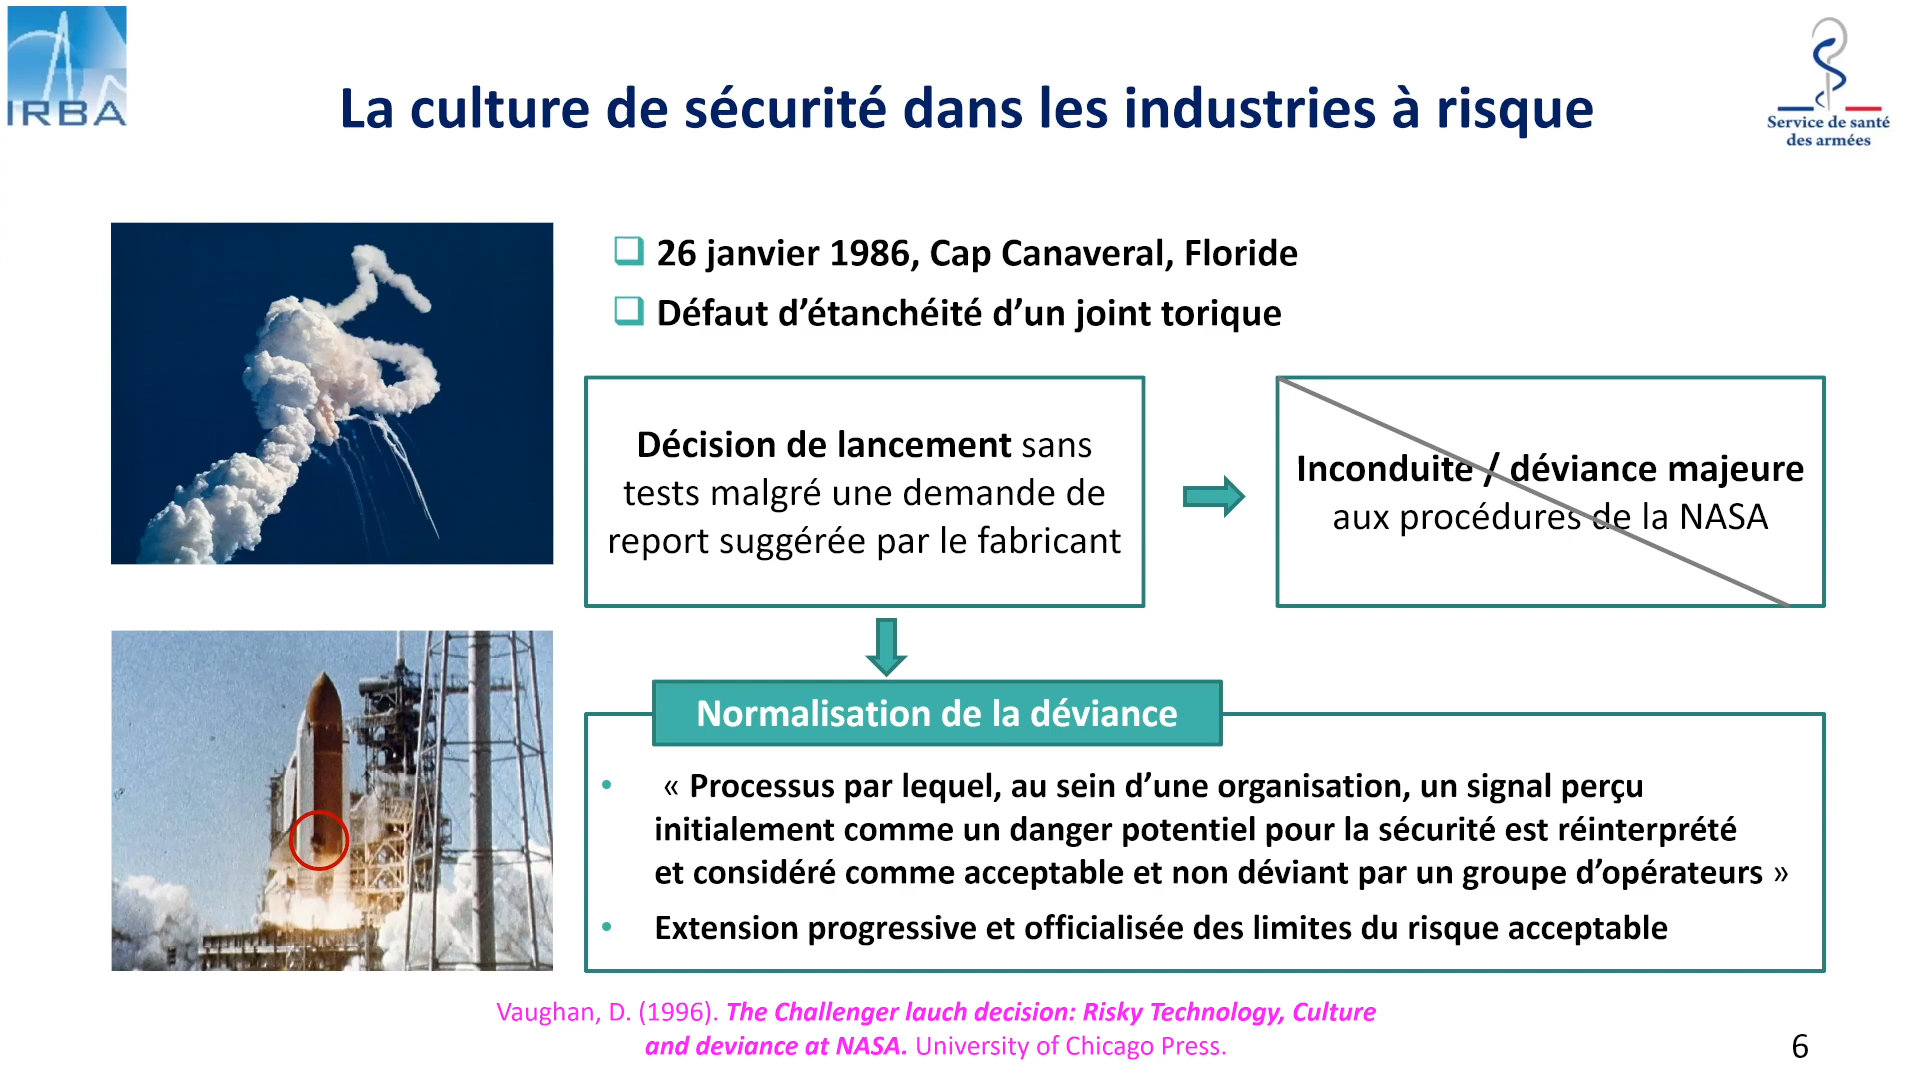 IRBA
La culture de sécurité dans les industries à risque
Service de santé
des armées
❑ 26 janvier 1986, Cap Canaveral, Floride
❑ Défaut d’étanchéité d’un joint torique
Décision de lancement sans
tests malgré une demande de
report suggérée par le fabricant
Inconduite / déviance majeure
aux procédures de la NASA
Normalisation de la déviance
• « Processus par lequel, au sein d’une organisation, un signal perçu
initialement comme un danger potentiel pour la sécurité est réinterprété
et considéré comme acceptable et non déviant par un groupe d’opérateurs »
• Extension progressive et officialisée des limites du risque acceptable
Vaughan, D. (1996). The Challenger lauch decision: Risky Technology, Culture
and deviance at NASA. University of Chicago Press.
6